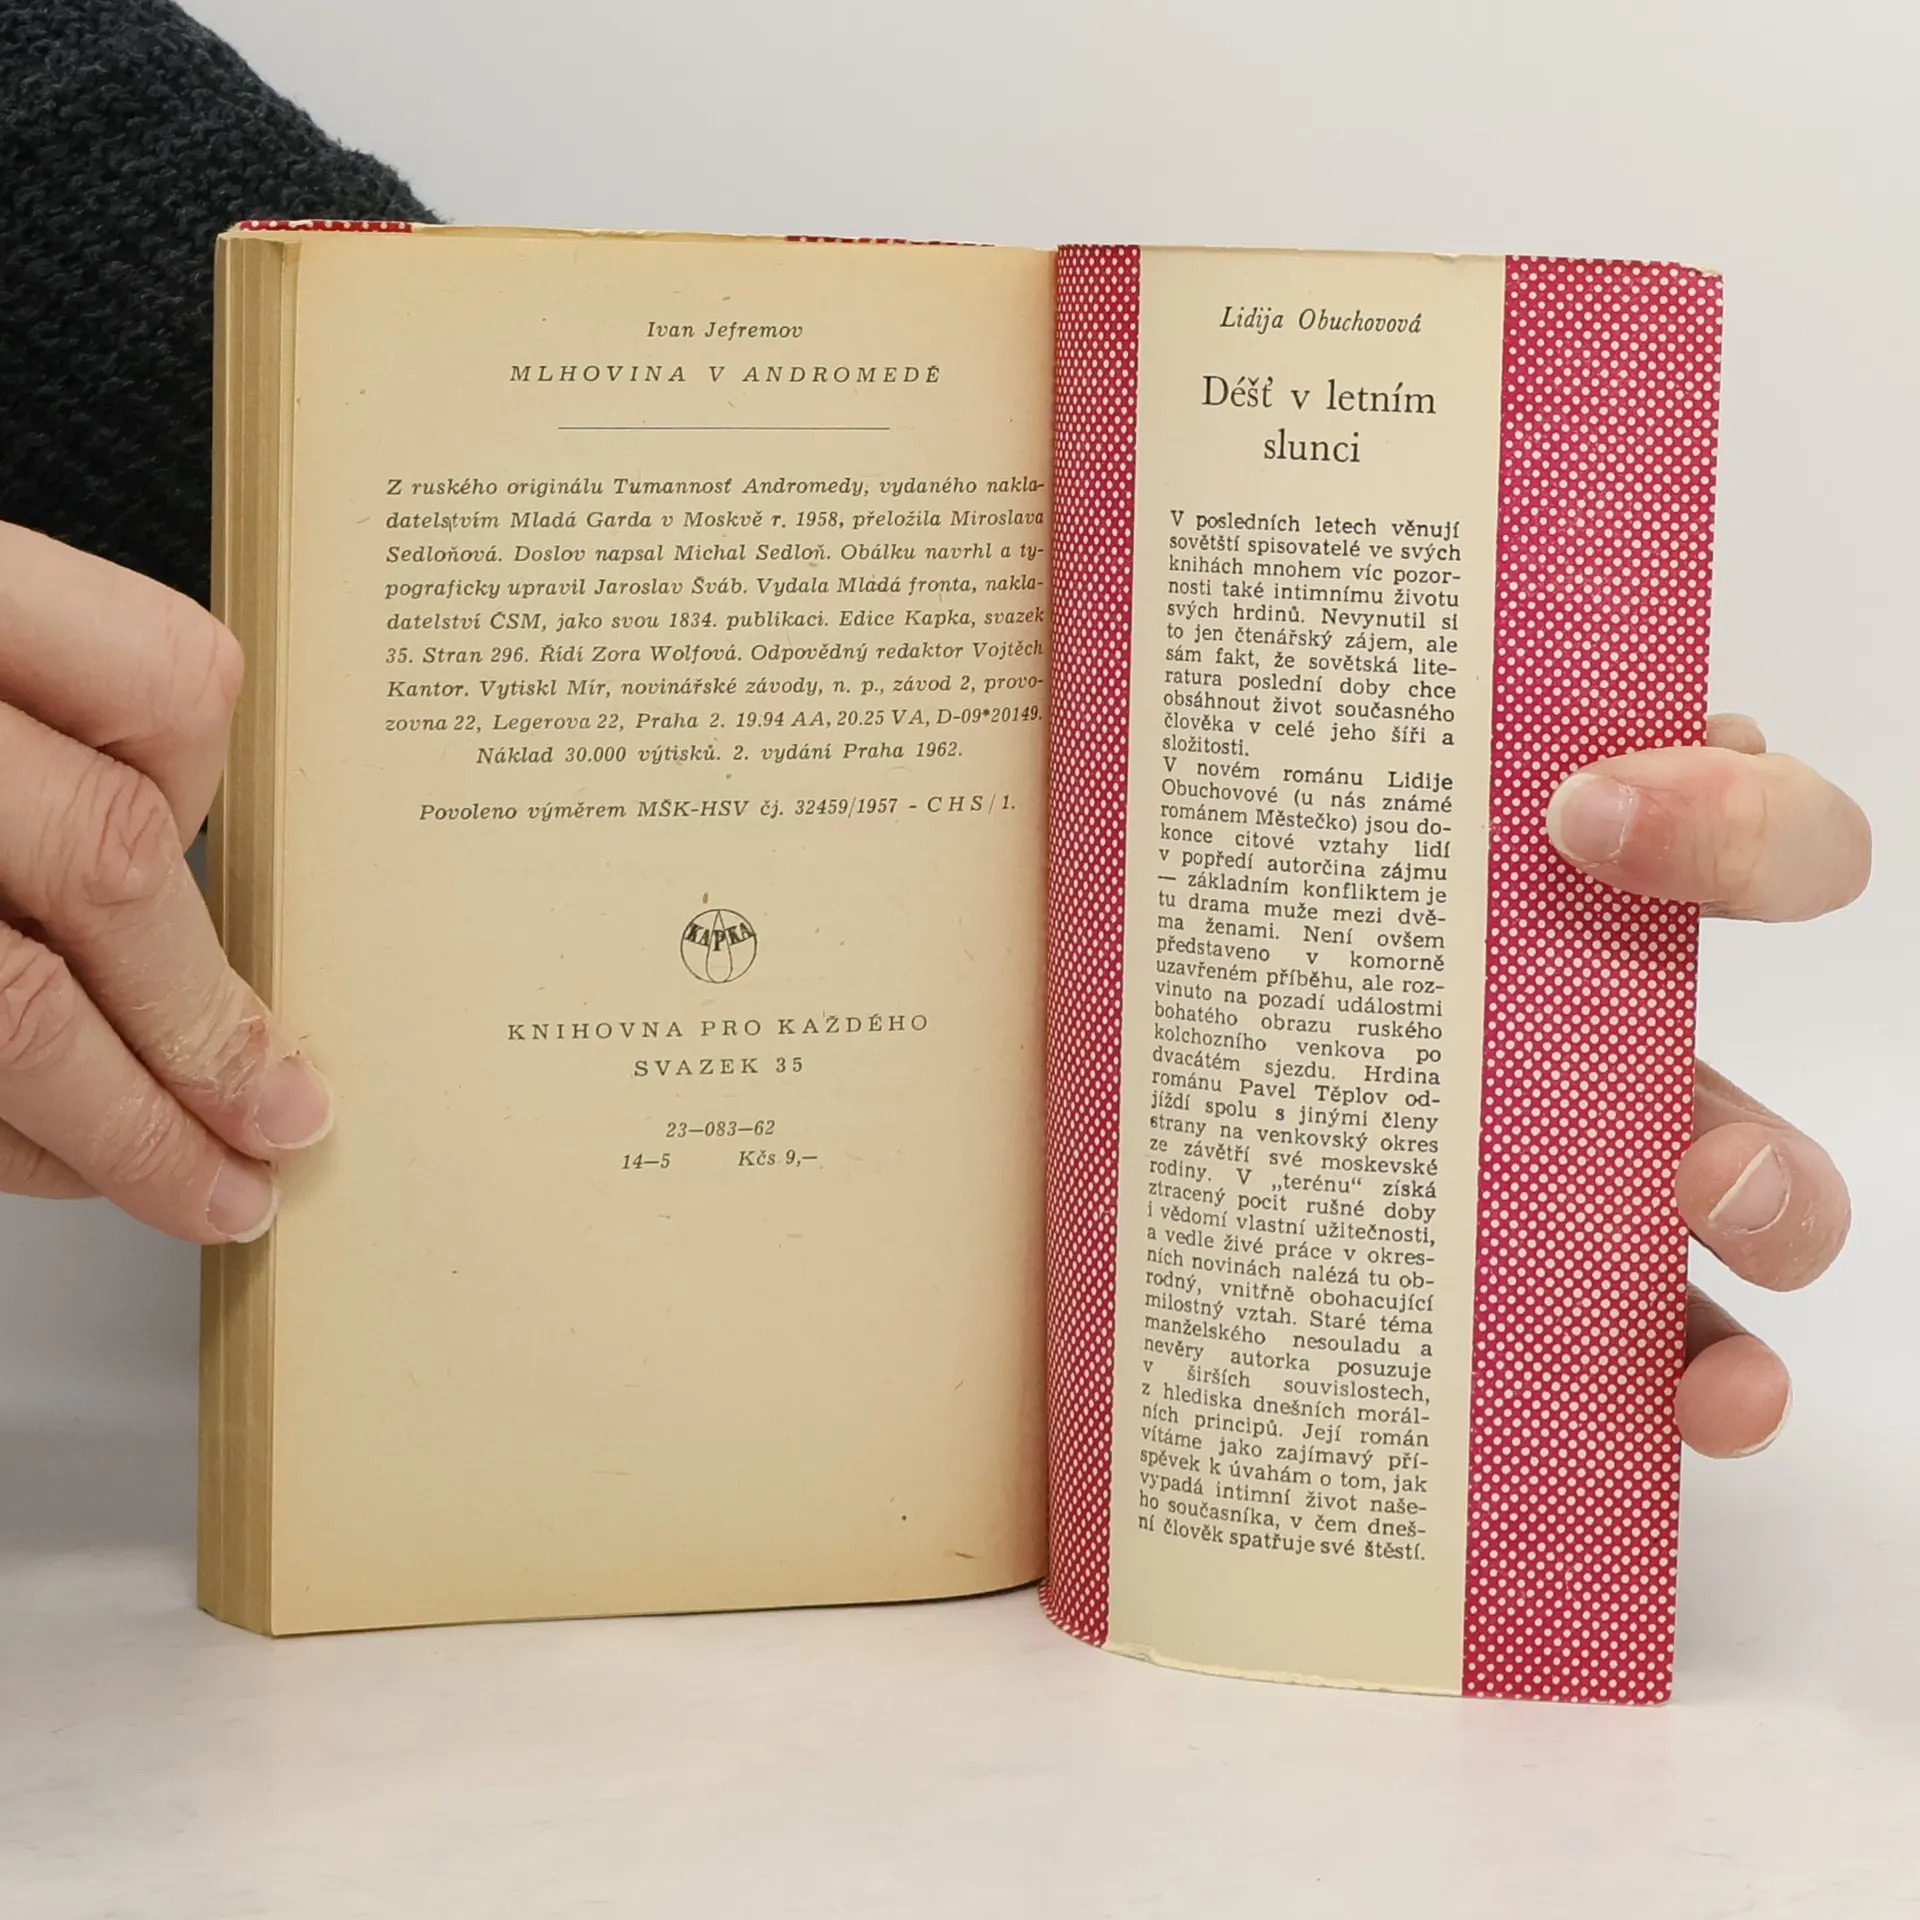 Ivan Jefremov
MLHOVINA V ANDROMEDĚ
Z ruského originálu Tumannosť Andromedy, vydaného nakla-
datelstvím Mladá Garda v Moskvě r. 1958, přeložila Miroslava
Sedloňová. Doslov napsal Michal Sedloň. Obálku navrhl a ty-
pograficky upravil Jaroslav Šváb. Vydala Mladá fronta, nakla-
datelství ČSM, jako svou 1834. publikaci. Edice Kapka, svazek
35. Stran 296. Řídí Zora Wolfová. Odpovědný redaktor Vojtěch
Kantor. Vytiskl Mír, novinářské závody, n. p., závod 2, provo-
zovna 22, Legerova 22, Praha 2. 19.94 AA, 20.25 VA, D-09*20149.
Náklad 30.000 výtisků. 2. vydání Praha 1962.
Povoleno výměrem MŠK-HSV čj. 32459/1957 - CHS/1.
KAPKA
KNIHOVNA PRO KAŽDÉHO
SVAZEK 35
23—083—62
14—5 Kčs 9,—
Lidija Obuchovová
Déšť v letním
slunci
V posledních letech věnují
sovětští spisovatelé ve svých
knihách mnohem víc pozor-
nosti také intimnímu životu
svých hrdinů. Nevynutil si
to jen čtenářský zájem, ale
sám fakt, že sovětská lite-
ratura poslední doby chce
obsáhnout život současného
člověka v celé jeho šíři a
složitosti.
V novém románu Lidije
Obuchovové (u nás známé
románem Městečko) jsou do-
konce citové vztahy lidí
v popředí autorčina zájmu
— základním konfliktem je
tu drama muže mezi dvě-
ma ženami. Není ovšem
představeno v komorně
uzavřeném příběhu, ale roz-
vinuto na pozadí událostmi
bohatého obrazu ruského
kolchozního venkova po
dvacátém sjezdu. Hrdina
románu Pavel Těplov od-
jíždí spolu s jinými členy
strany na venkovský okres
ze závětří své moskevské
rodiny. V „terénu“ získá
ztracený pocit rušné doby
i vědomí vlastní užitečnosti,
a vedle živé práce v okres-
ních novinách nalézá tu ob-
rodný, vnitřně obohacující
milostný vztah. Staré téma
manželského nesouladu a
nevěry autorka posuzuje
v širších souvislostech,
z hlediska dnešních morál-
ních principů. Její román
vítáme jako zajímavý pří-
spěvek k úvahám o tom, jak
vypadá intimní život naše-
ho současníka, v čem dneš-
ní člověk spatřuje své štěstí.